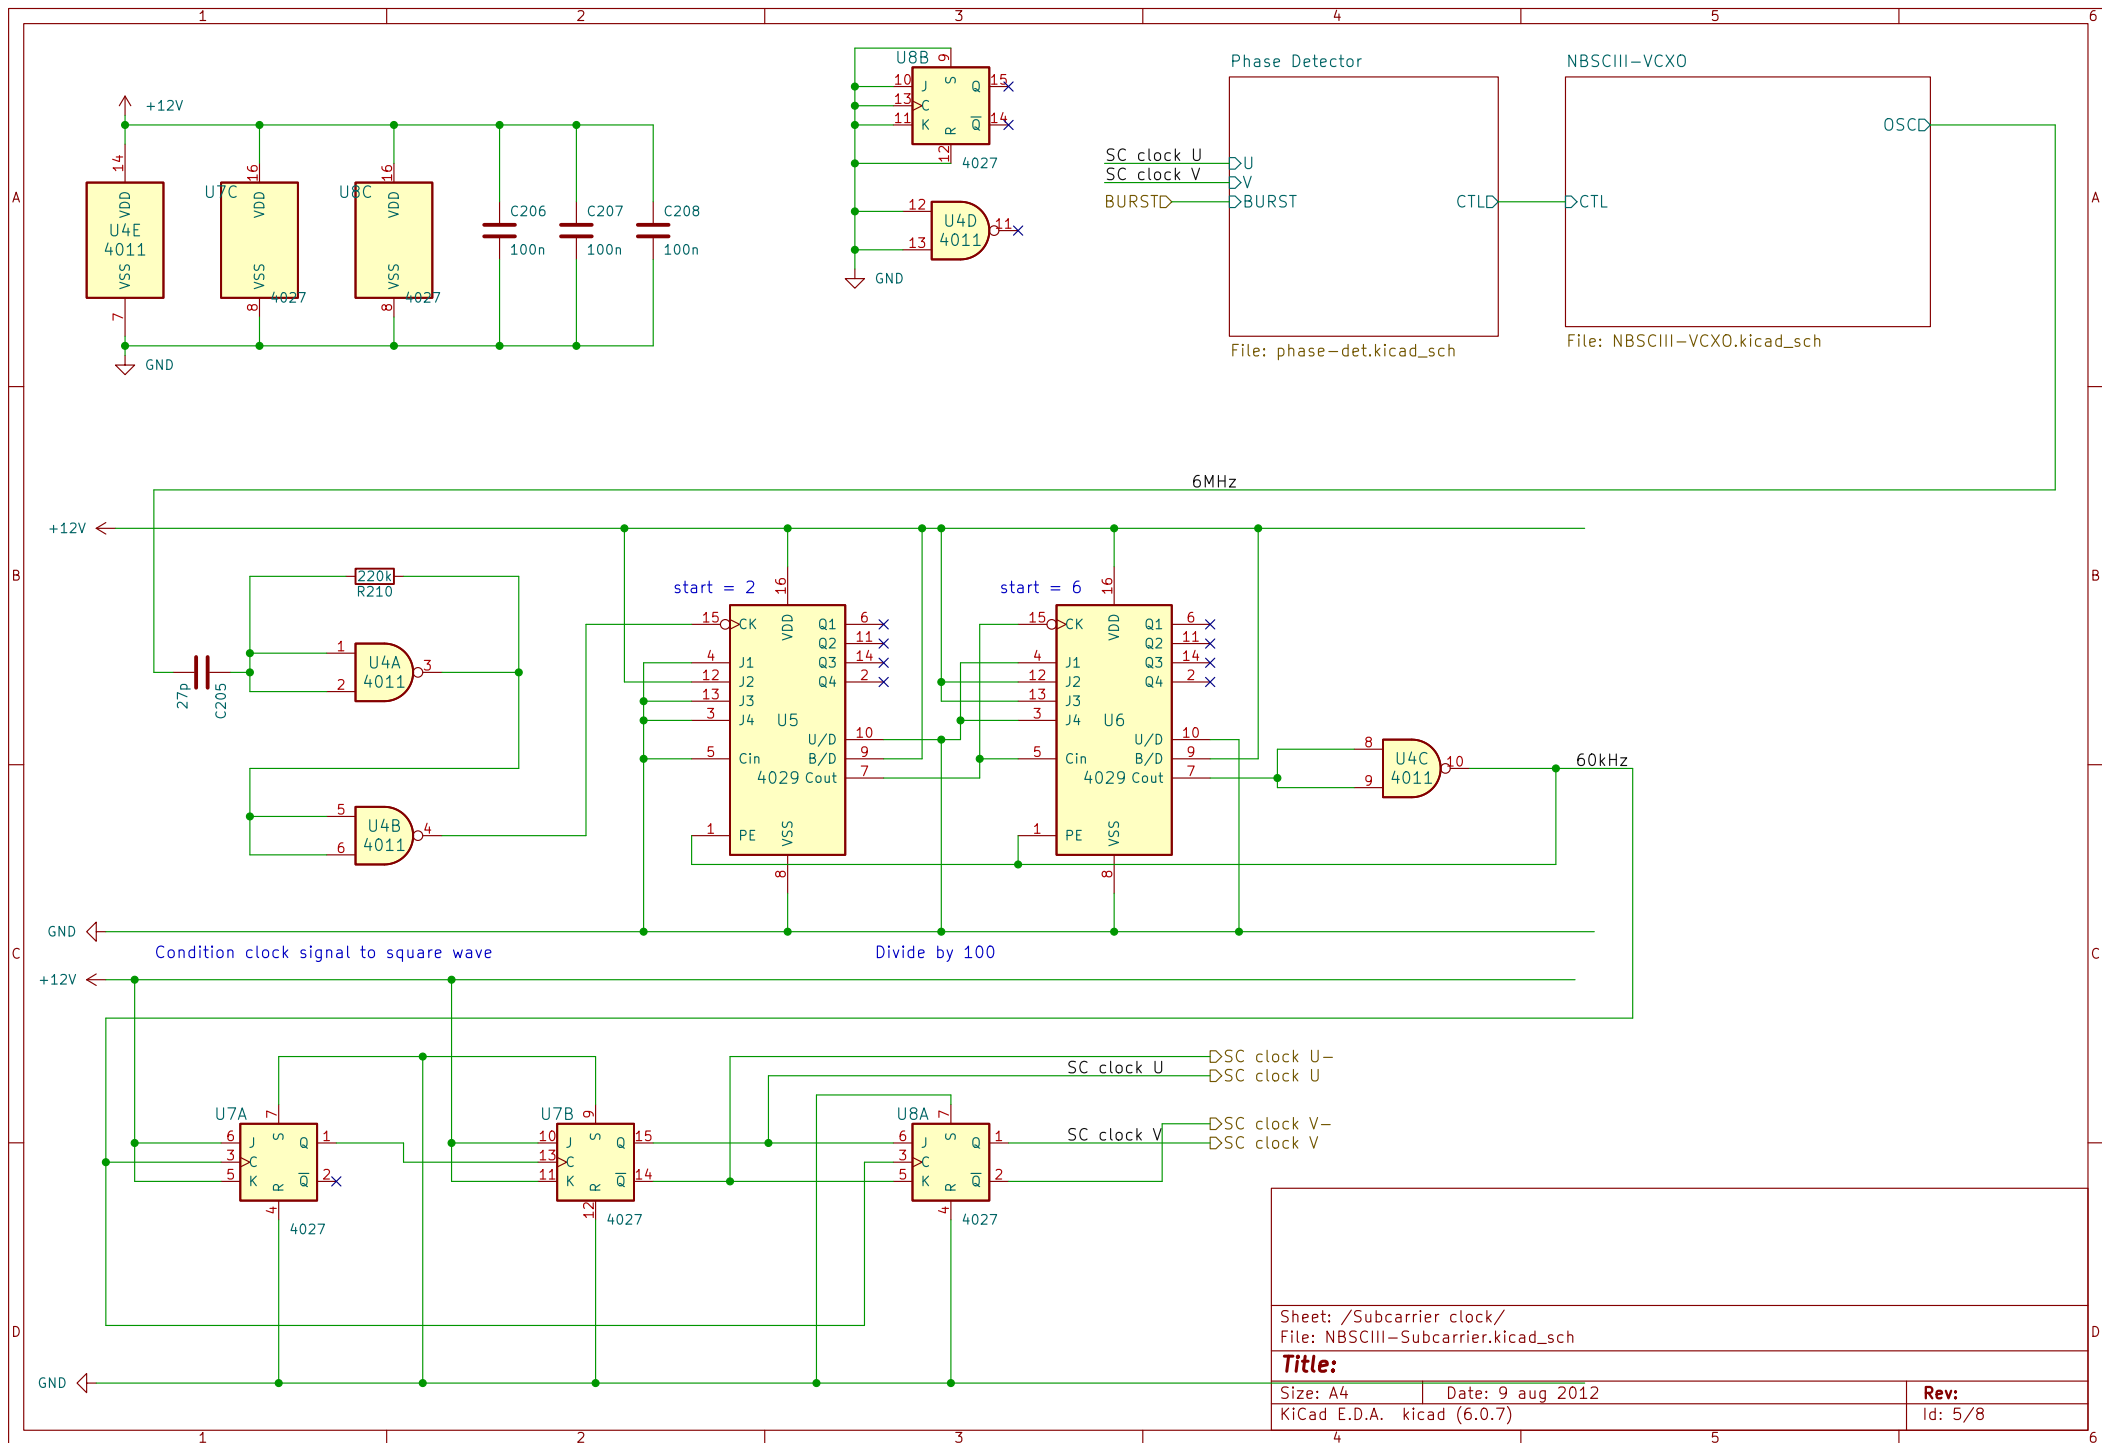 1 2 3 4 5 6
A
B
C
D
+12V
14
VDD
U4E
4011
VSS
7
GND
U7C
16
VDD
VSS
8
4027
U8C
16
VDD
VSS
8
4027
C206
100n
C207
100n
C208
100n
U8B
9
S
10 J Q 15
13 C
11 K Q 14
R
12
4027
12
U4D
4011
11
13
GND
Phase Detector
SC clock U
U
SC clock V
V
BURST
BURST
CTL
File: phase-det.kicad_sch
NBSCIII-VCXO
OSC
CTL
File: NBSCIII-VCXO.kicad_sch
A
B
C
D
6MHz
+12V
220k
R210
27p
C205
1
U4A
4011
3
2
5
U4B
4011
4
6
start = 2
16
VDD
15 CK Q1 6
Q2 11
4 J1 Q3 14
12 J2 Q4 2
13 J3
3 J4
U5
U/D 10
5 Cin B/D 9
4029 Cout 7
1 PE
VSS
8
start = 6
16
VDD
15 CK Q1 6
Q2 11
4 J1 Q3 14
12 J2 Q4 2
13 J3
3 J4
U6
U/D 10
5 Cin B/D 9
4029 Cout 7
1 PE
VSS
8
8
U4C
4011
10
9
60kHz
GND
Condition clock signal to square wave
Divide by 100
+12V
U7A
7
S
6 J Q 1
3 C
5 K Q 2
R
4
4027
U7B
9
S
10 J Q 15
13 C
11 K Q 14
R
12
4027
U8A
7
S
6 J Q 1
3 C
5 K Q 2
R
4
4027
SC clock U-
SC clock U
SC clock U
SC clock V-
SC clock V
SC clock V
GND
Sheet: /Subcarrier clock/
File: NBSCIII-Subcarrier.kicad_sch
Title:
Size: A4
Date: 9 aug 2012
Rev:
KiCad E.D.A. kicad (6.0.7)
Id: 5/8
1 2 3 4 5 6